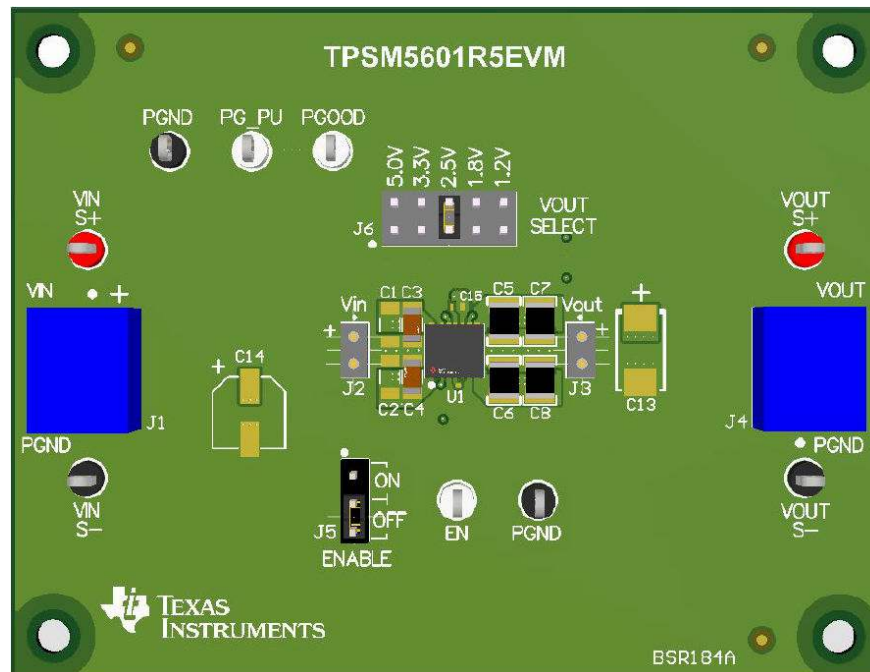 TPSM5601R5EVM
PGND
PG_PU
PGOOD
5.0V
3.3V
2.5V
1.8V
1.2V
J6
VOUT
SELECT
VIN
S+
VOUT
S+
VIN
+
C1
C3
C15
C5
C7
Vin
Vout
+
VOUT
+
+
J2
U1
J3
C2
C4
C6
C8
C13
C14
+
J1
PGND
J4
PGND
VIN
S-
ON
OFF
J5
ENABLE
EN
PGND
VOUT
S-
TEXAS
INSTRUMENTS
BSR184A